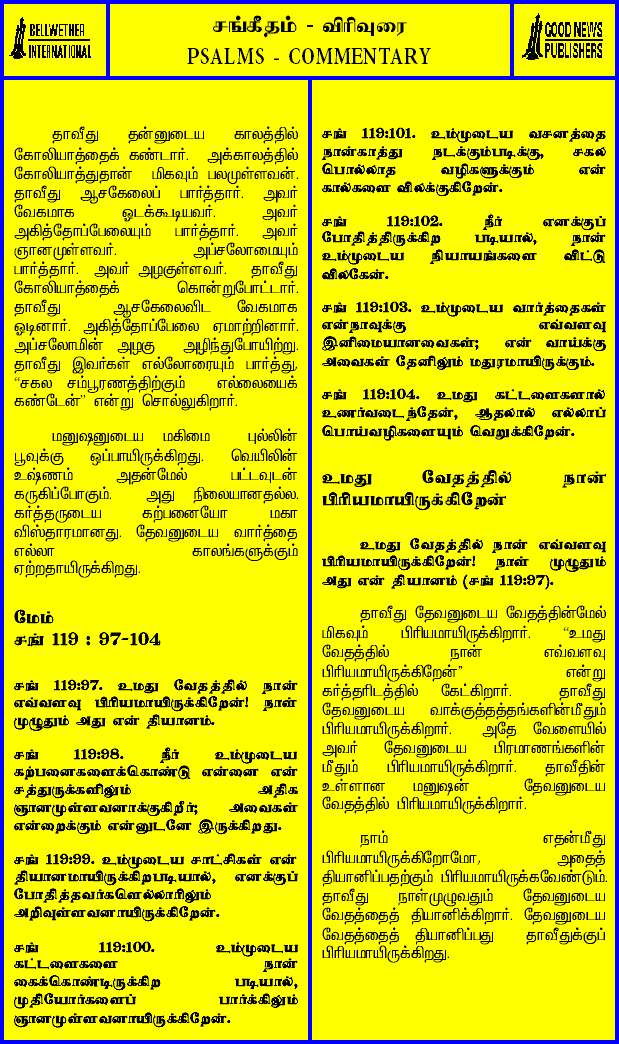 BELLWETHER
INTERNATIONAL
சங்கீதம் - விரிவுரை
PSALMS - COMMENTARY
GOOD NEWS
PUBLISHERS
தாவீது தன்னுடைய காலத்தில்
கோலியாத்தைக் கண்டார். அக்காலத்தில்
கோலியாத்துதான் மிகவும் பலமுள்ளவன்.
தாவீது ஆசகேலைப் பார்த்தார். அவர்
வேகமாக ஓடக்கூடியவர். அவர்
அகித்தோப்பேலையும் பார்த்தார். அவர்
ஞானமுள்ளவர். அப்சலோமையும்
பார்த்தார். அவர் அழகுள்ளவர். தாவீது
கோலியாத்தைக் கொன்றுபோட்டார்.
தாவீது ஆசகேலைவிட வேகமாக
ஓடினார். அகித்தோப்பேலை ஏமாற்றினார்.
அப்சலோமின் அழகு அழிந்துபோயிற்று.
தாவீது இவர்கள் எல்லோரையும் பார்த்து,
“சகல சம்பூரணத்திற்கும் எல்லையைக்
கண்டேன்” என்று சொல்லுகிறார்.
மனுஷனுடைய மகிமை புல்லின்
பூவுக்கு ஒப்பாயிருக்கிறது. வெயிலின்
உஷ்ணம் அதன்மேல் பட்டவுடன்
கருகிப்போகும். அது நிலையானதல்ல.
கர்த்தருடைய கற்பனையோ மகா
விஸ்தாரமானது. தேவனுடைய வார்த்தை
எல்லா காலங்களுக்கும்
ஏற்றதாயிருக்கிறது.
மேம்
சங் 119 : 97-104
சங் 119:97. உமது வேதத்தில் நான்
எவ்வளவு பிரியமாயிருக்கிறேன்! நாள்
முழுதும் அது என் தியானம்.
சங் 119:98. நீர் உம்முடைய
கற்பனைகளைக்கொண்டு என்னை என்
சத்துருக்களிலும் அதிக
ஞானமுள்ளவனாக்குகிறீர்; அவைகள்
என்றைக்கும் என்னுடனே இருக்கிறது.
சங் 119:99. உம்முடைய சாட்சிகள் என்
தியானமாயிருக்கிறபடியால், எனக்குப்
போதித்தவர்களெல்லாரிலும்
அறிவுள்ளவனாயிருக்கிறேன்.
சங் 119:100. உம்முடைய
கட்டளைகளை நான்
கைக்கொண்டிருக்கிற படியால்,
முதியோர்களைப் பார்க்கிலும்
ஞானமுள்ளவனாயிருக்கிறேன்.
சங் 119:101. உம்முடைய வசனத்தை
நான்காத்து நடக்கும்படிக்கு, சகல
பொல்லாத வழிகளுக்கும் என்
கால்களை விலக்குகிறேன்.
சங் 119:102. நீர் எனக்குப்
போதித்திருக்கிற படியால், நான்
உம்முடைய நியாயங்களை விட்டு
விலகேன்.
சங் 119:103. உம்முடைய வார்த்தைகள்
என்நாவுக்கு எவ்வளவு
இனிமையானவைகள்; என் வாய்க்கு
அவைகள் தேனிலும் மதுரமாயிருக்கும்.
சங் 119:104. உமது கட்டளைகளால்
உணர்வடைந்தேன், ஆதலால் எல்லாப்
பொய்வழிகளையும் வெறுக்கிறேன்.
உமது வேதத்தில் நான்
பிரியமாயிருக்கிறேன்
உமது வேதத்தில் நான் எவ்வளவு
பிரியமாயிருக்கிறேன்! நாள் முழுதும்
அது என் தியானம் (சங் 119:97).
தாவீது தேவனுடைய வேதத்தின்மேல்
மிகவும் பிரியமாயிருக்கிறார். “உமது
வேதத்தில் நான் எவ்வளவு
பிரியமாயிருக்கிறேன்” என்று
கர்த்தரிடத்தில் கேட்கிறார். தாவீது
தேவனுடைய வாக்குத்தத்தங்களின்மீதும்
பிரியமாயிருக்கிறார். அதே வேளையில்
அவர் தேவனுடைய பிரமாணங்களின்
மீதும் பிரியமாயிருக்கிறார். தாவீதின்
உள்ளான மனுஷன் தேவனுடைய
வேதத்தில் பிரியமாயிருக்கிறார்.
நாம் எதன்மீது
பிரியமாயிருக்கிறோமோ, அதைத்
தியானிப்பதற்கும் பிரியமாயிருக்கவேண்டும்.
தாவீது நாள்முழுவதும் தேவனுடைய
வேதத்தைத் தியானிக்கிறார். தேவனுடைய
வேதத்தைத் தியானிப்பது தாவீதுக்குப்
பிரியமாயிருக்கிறது.